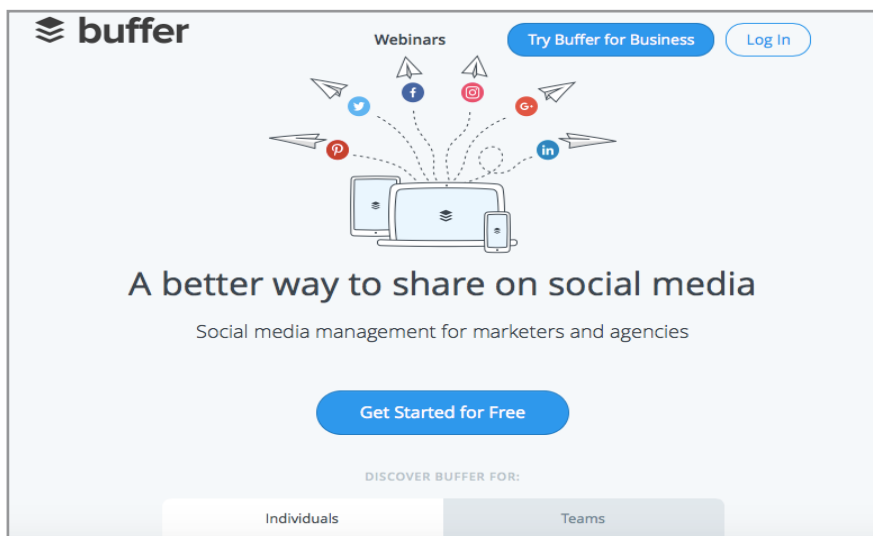 buffer
Webinars
Try Buffer for Business
Log In
f
G+
in
A better way to share on social media
Social media management for marketers and agencies
Get Started for Free
DISCOVER BUFFER FOR:
Individuals
Teams